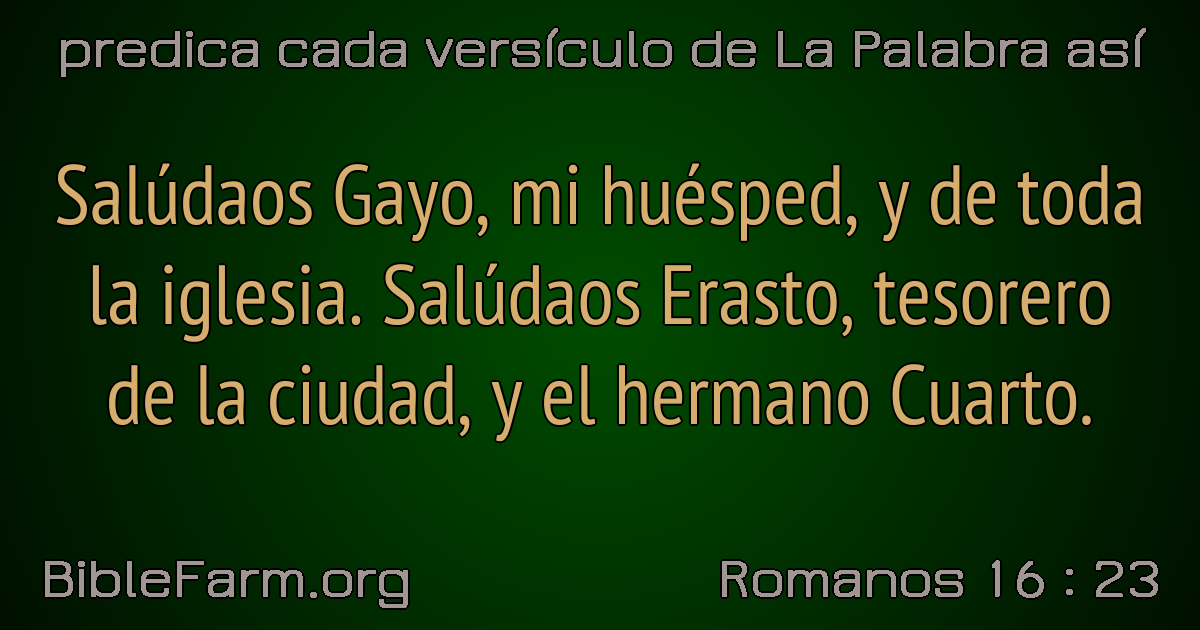 predica cada versículo de La Palabra así
Salúdaos Gayo, mi huésped, y de toda
la iglesia. Salúdaos Erasto, tesorero
de la ciudad, y el hermano Cuarto.
BibleFarm.org
Romanos 16 : 23